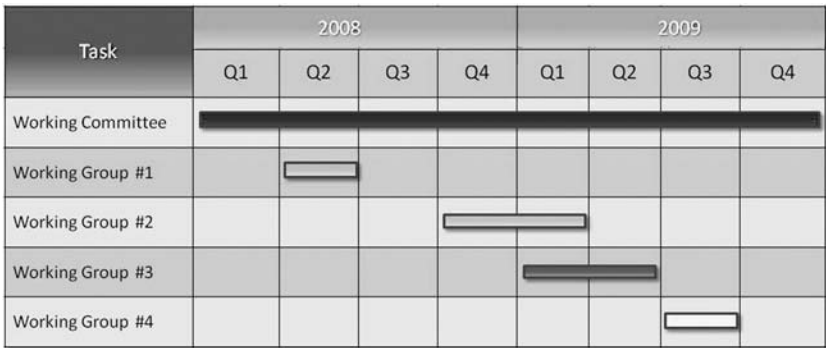 Task
2008 2009
Q1 Q2 Q3 Q4 Q1 Q2 Q3 Q4
Working Committee
Working Group #1
Working Group #2
Working Group #3
Working Group #4